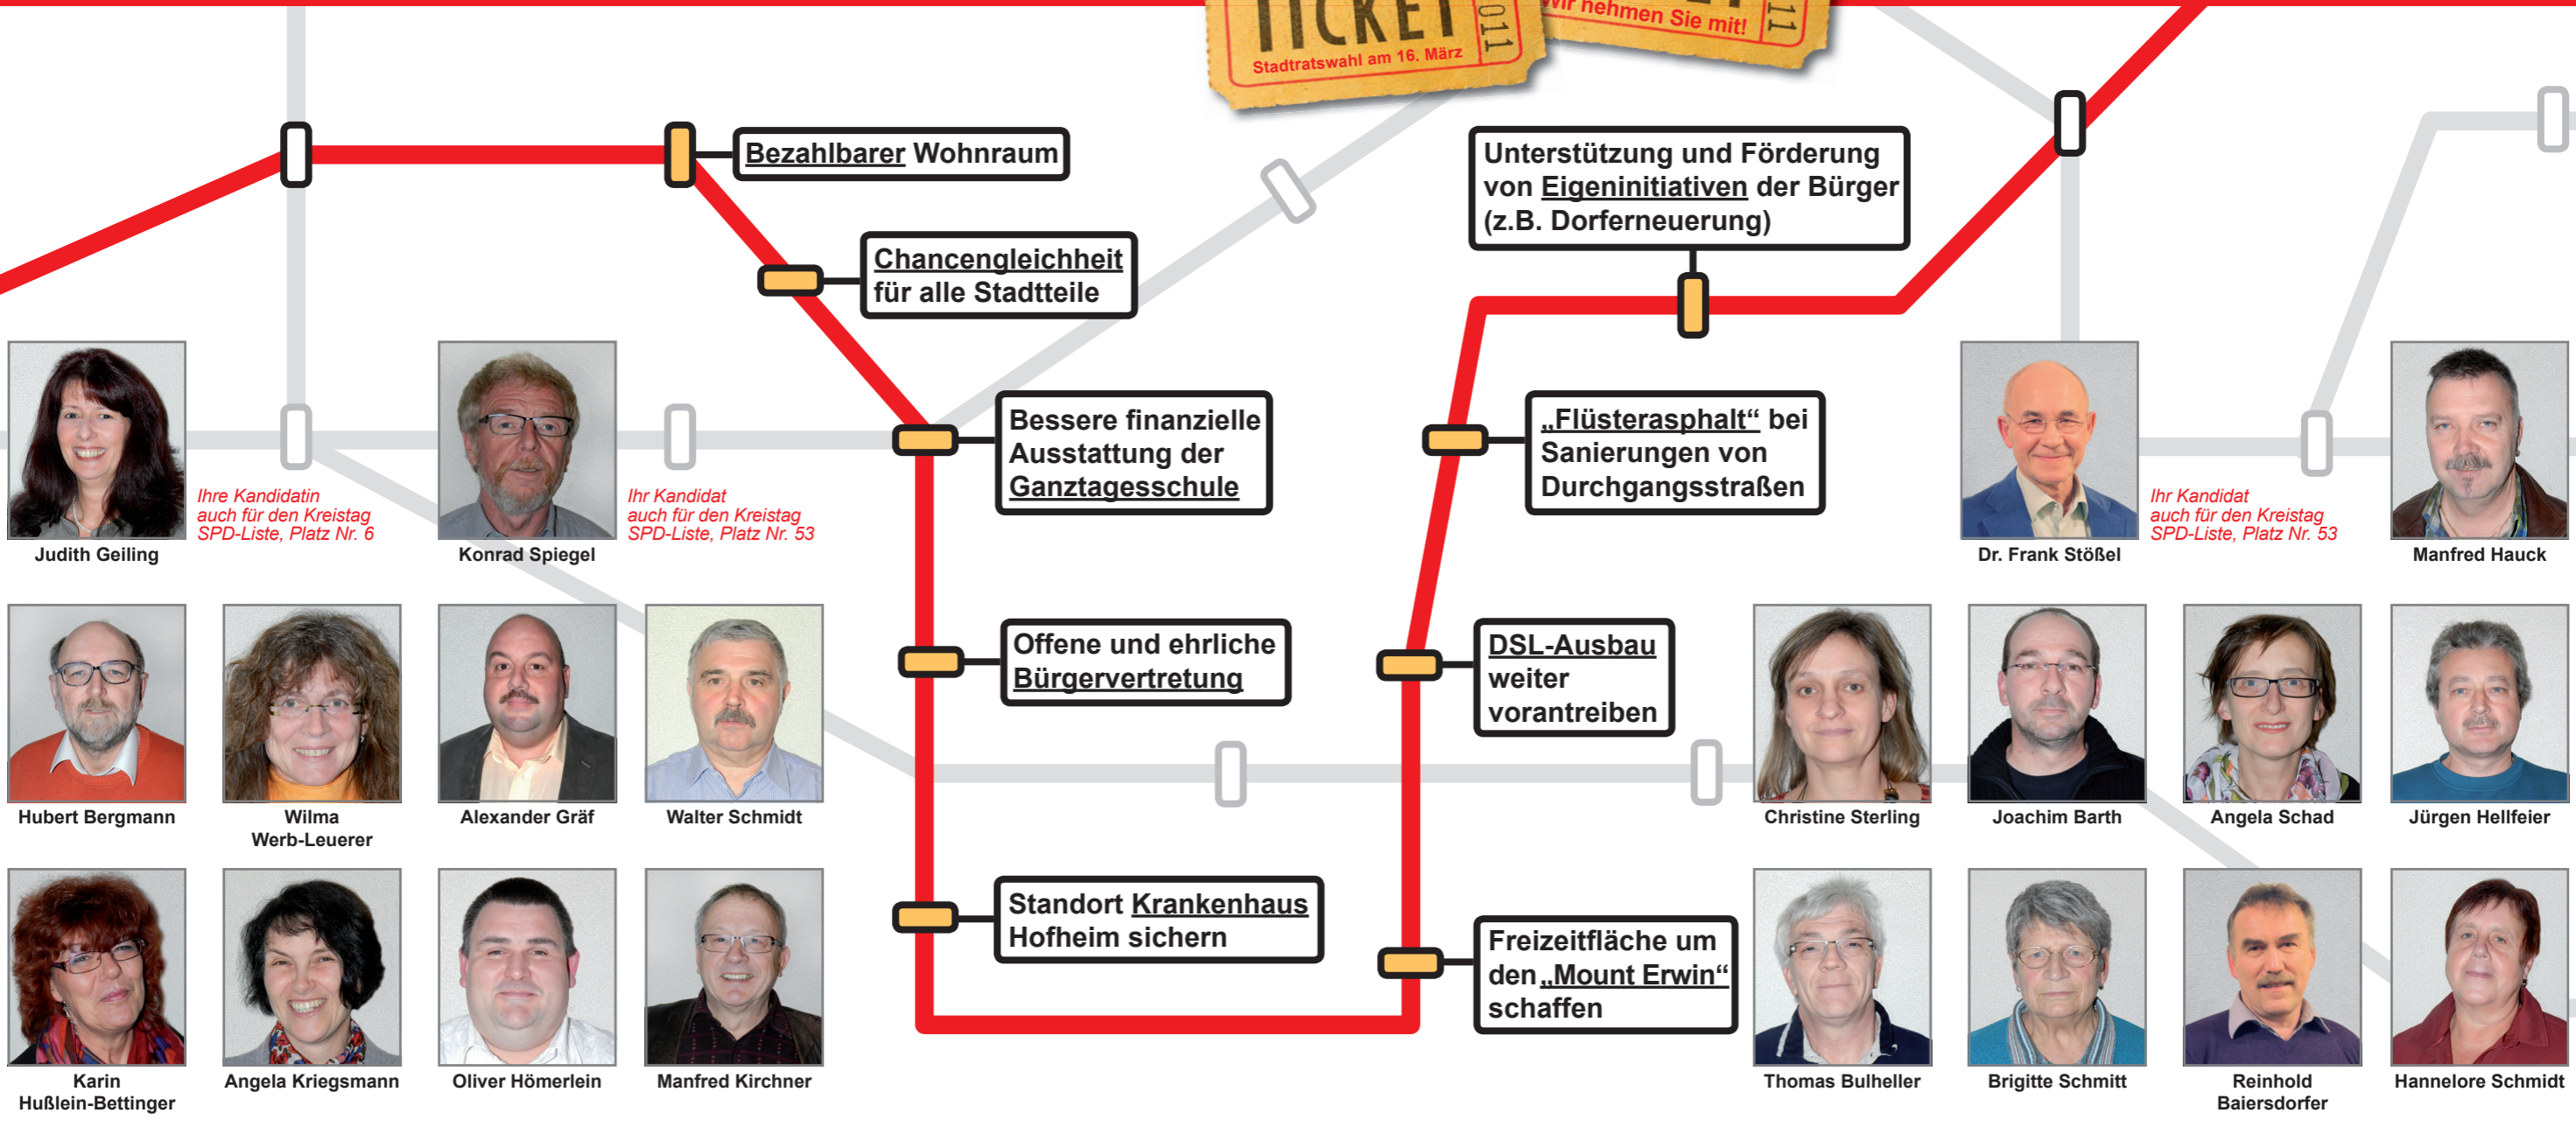 TICKET
Stadtratswahl am 16. März
011
Wir nehmen Sie mit!
11
Bezahlbarer Wohnraum
Chancengleichheit
für alle Stadtteile
Bessere finanzielle
Ausstattung der
Ganztagesschule
Offene und ehrliche
Bürgervertretung
Standort Krankenhaus
Hofheim sichern
Unterstützung und Förderung
von Eigeninitiativen der Bürger
(z.B. Dorferneuerung)
„Flüsterasphalt“ bei
Sanierungen von
Durchgangsstraßen
DSL-Ausbau
weiter
vorantreiben
Freizeitfläche um
den „Mount Erwin“
schaffen
Judith Geiling
Ihre Kandidatin
auch für den Kreistag
SPD-Liste, Platz Nr. 6
Konrad Spiegel
Ihr Kandidat
auch für den Kreistag
SPD-Liste, Platz Nr. 53
Dr. Frank Stößel
Ihr Kandidat
auch für den Kreistag
SPD-Liste, Platz Nr. 53
Manfred Hauck
Hubert Bergmann
Wilma
Werb-Leuerer
Alexander Gräf
Walter Schmidt
Christine Sterling
Joachim Barth
Angela Schad
Jürgen Hellfeier
Karin
Hußlein-Bettinger
Angela Kriegsmann
Oliver Hömerlein
Manfred Kirchner
Thomas Bulheller
Brigitte Schmitt
Reinhold
Baiersdorfer
Hannelore Schmidt